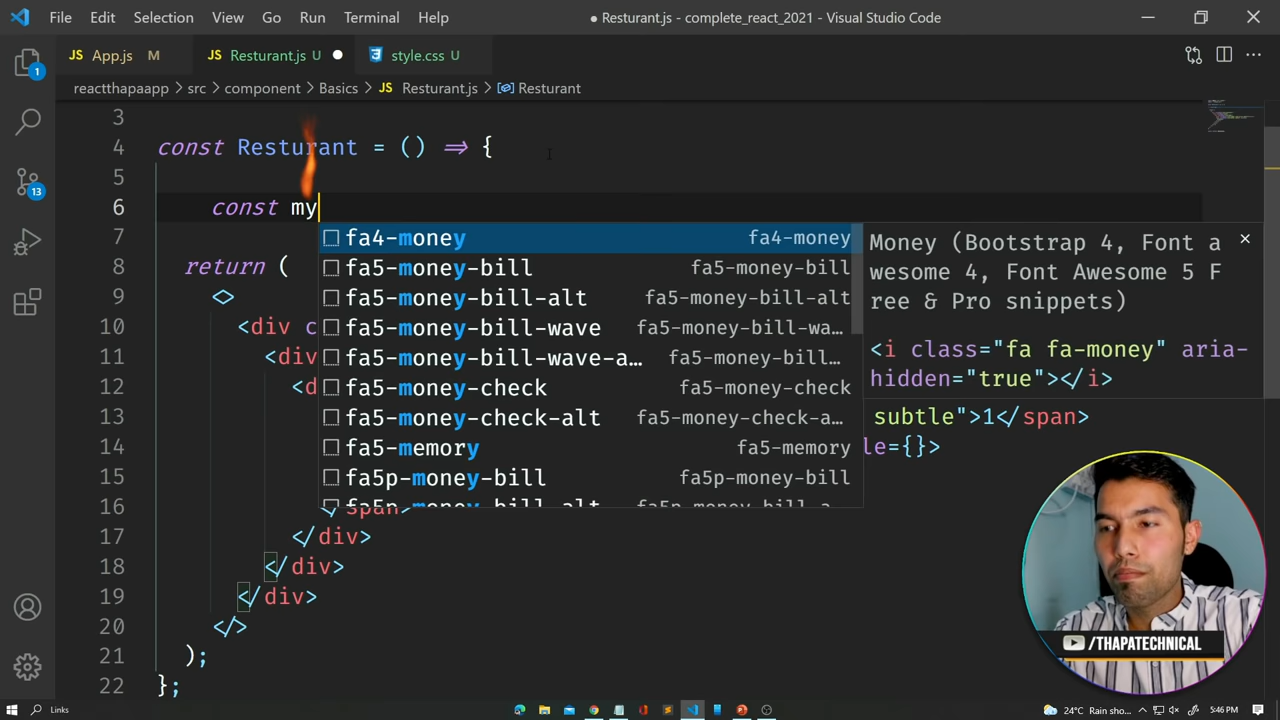 File Edit Selection View Go Run Terminal Help
● Resturant.js - complete_react_2021 - Visual Studio Code
JS App.js M
JS Resturant.js U ●
style.css U
reactthapaapp > src > component > Basics > JS Resturant.js > Resturant
1
13
3
4 const Resturant = () => {
5
6 const my
7
8 return (
9 <>
10 <div c
11 <div
12 <d
13 subtle">1</span>
14 le={}>
15
16 </span>
17 </div>
18 </div>
19 </div>
20 </>
21 );
22 };
fa4-money fa4-money
fa5-money-bill fa5-money-bill
fa5-money-bill-alt fa5-money-bill-alt
fa5-money-bill-wave fa5-money-bill-wa…
fa5-money-bill-wave-a… fa5-money-bill…
fa5-money-check fa5-money-check
fa5-money-check-alt fa5-money-check-a…
fa5-memory fa5-memory
fa5p-money-bill fa5p-money-bill
fa5p-money-bill-alt fa5p-money-bill-a…
Money (Bootstrap 4, Font a
wesome 4, Font Awesome 5 F
ree & Pro snippets)
<i class="fa fa-money" aria-
hidden="true"></i>
/THAPATECHNICAL
Links
24°C Rain sho...
5:46 PM